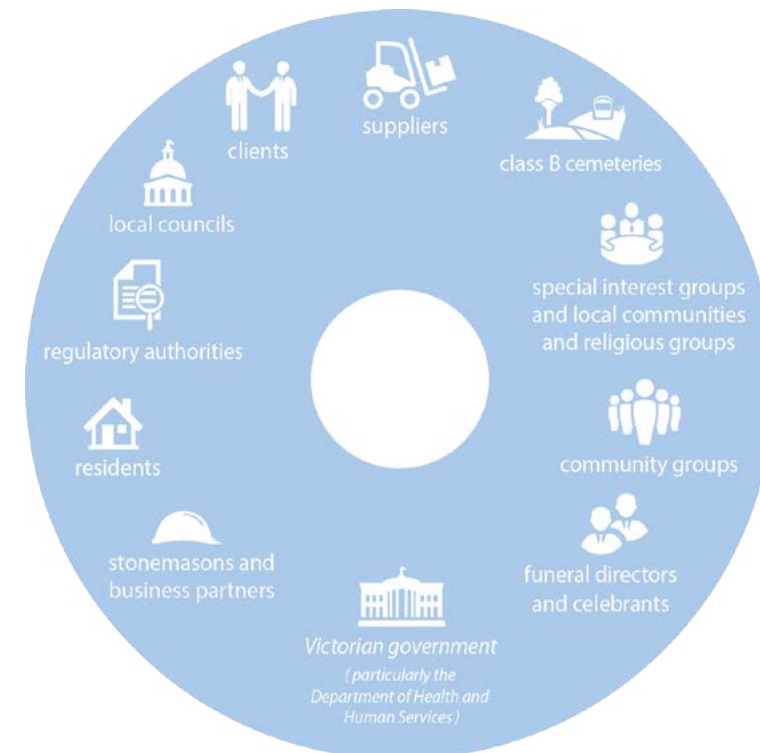 suppliers
class B cemeteries
special interest groups
and local communities
and religious groups
community groups
funeral directors
and celebrants
Victorian government
(particularly the
Department of Health and
Human Services)
stonemasons and
business partners
residents
regulatory authorities
local councils
clients